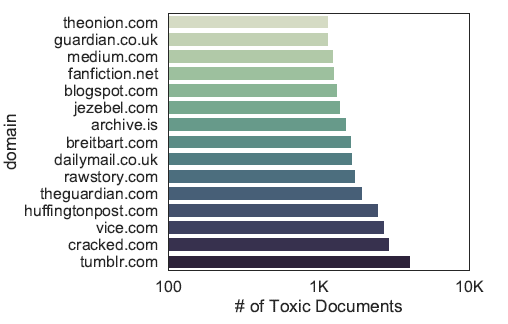 theonion.com
guardian.co.uk
medium.com
fanfiction.net
blogspot.com
jezebel.com
archive.is
breitbart.com
dailymail.co.uk
rawstory.com
theguardian.com
huffingtonpost.com
vice.com
cracked.com
tumblr.com
domain
100 1K 10K
# of Toxic Documents